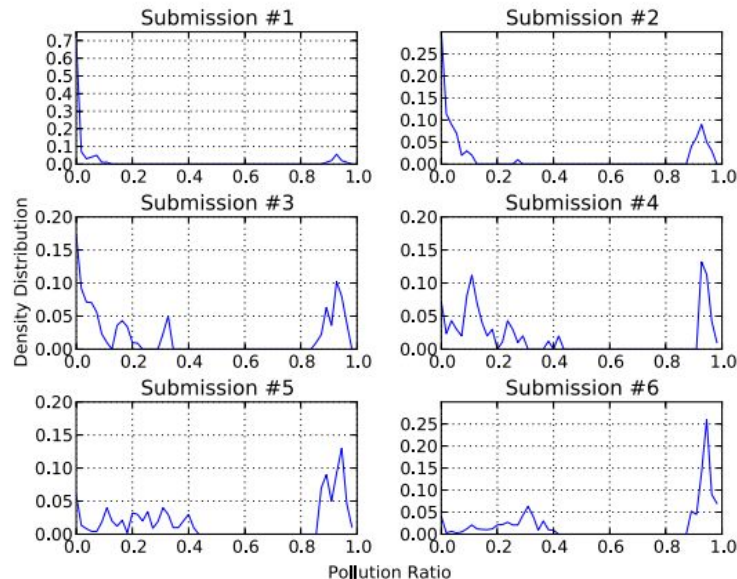 Submission #1
Submission #2
0.7
0.6
0.5
0.4
0.3
0.2
0.1
0.0
0.0 0.2 0.4 0.6 0.8 1.0
0.25
0.20
0.15
0.10
0.05
0.00
0.0 0.2 0.4 0.6 0.8 1.0
Submission #3
Submission #4
0.20
0.15
0.10
0.05
0.00
0.0 0.2 0.4 0.6 0.8 1.0
0.20
0.15
0.10
0.05
0.00
0.0 0.2 0.4 0.6 0.8 1.0
Density Distribution
Submission #5
Submission #6
0.20
0.15
0.10
0.05
0.00
0.0 0.2 0.4 0.6 0.8 1.0
0.25
0.20
0.15
0.10
0.05
0.00
0.0 0.2 0.4 0.6 0.8 1.0
Pollution Ratio